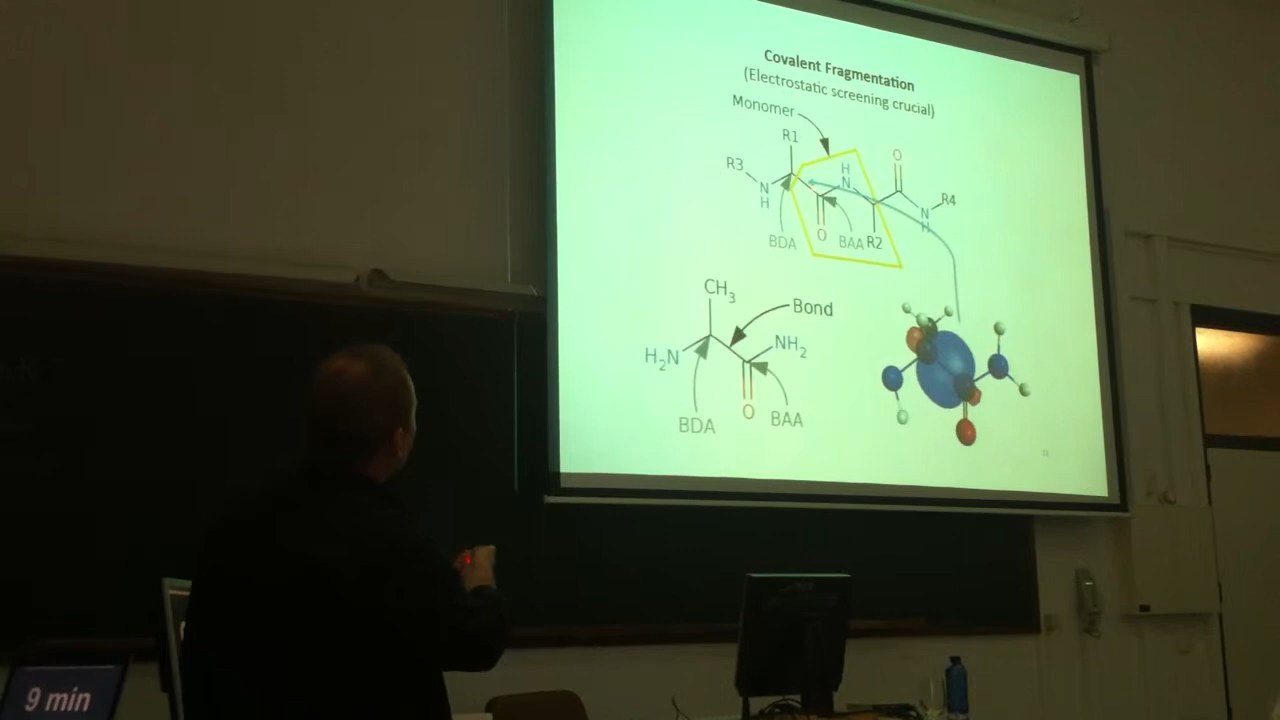 Covalent Fragmentation
(Electrostatic screening crucial)
Monomer
R1
R3
H
N
O
N
H
R4
N
H
BDA
O
BAA
R2
CH3
Bond
H2N
NH2
BDA
O
BAA
9 min